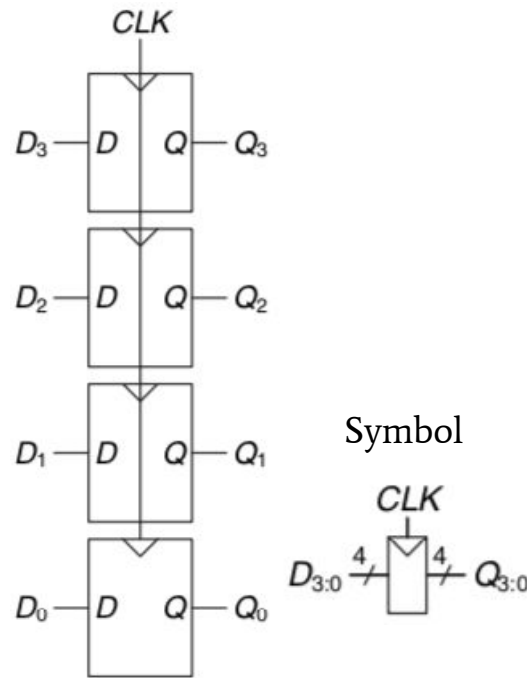 CLK
D₃ D Q Q₃
D₂ D Q Q₂
D₁ D Q Q₁
D₀ D Q Q₀
Symbol
CLK
D₃:₀ 4 4 Q₃:₀